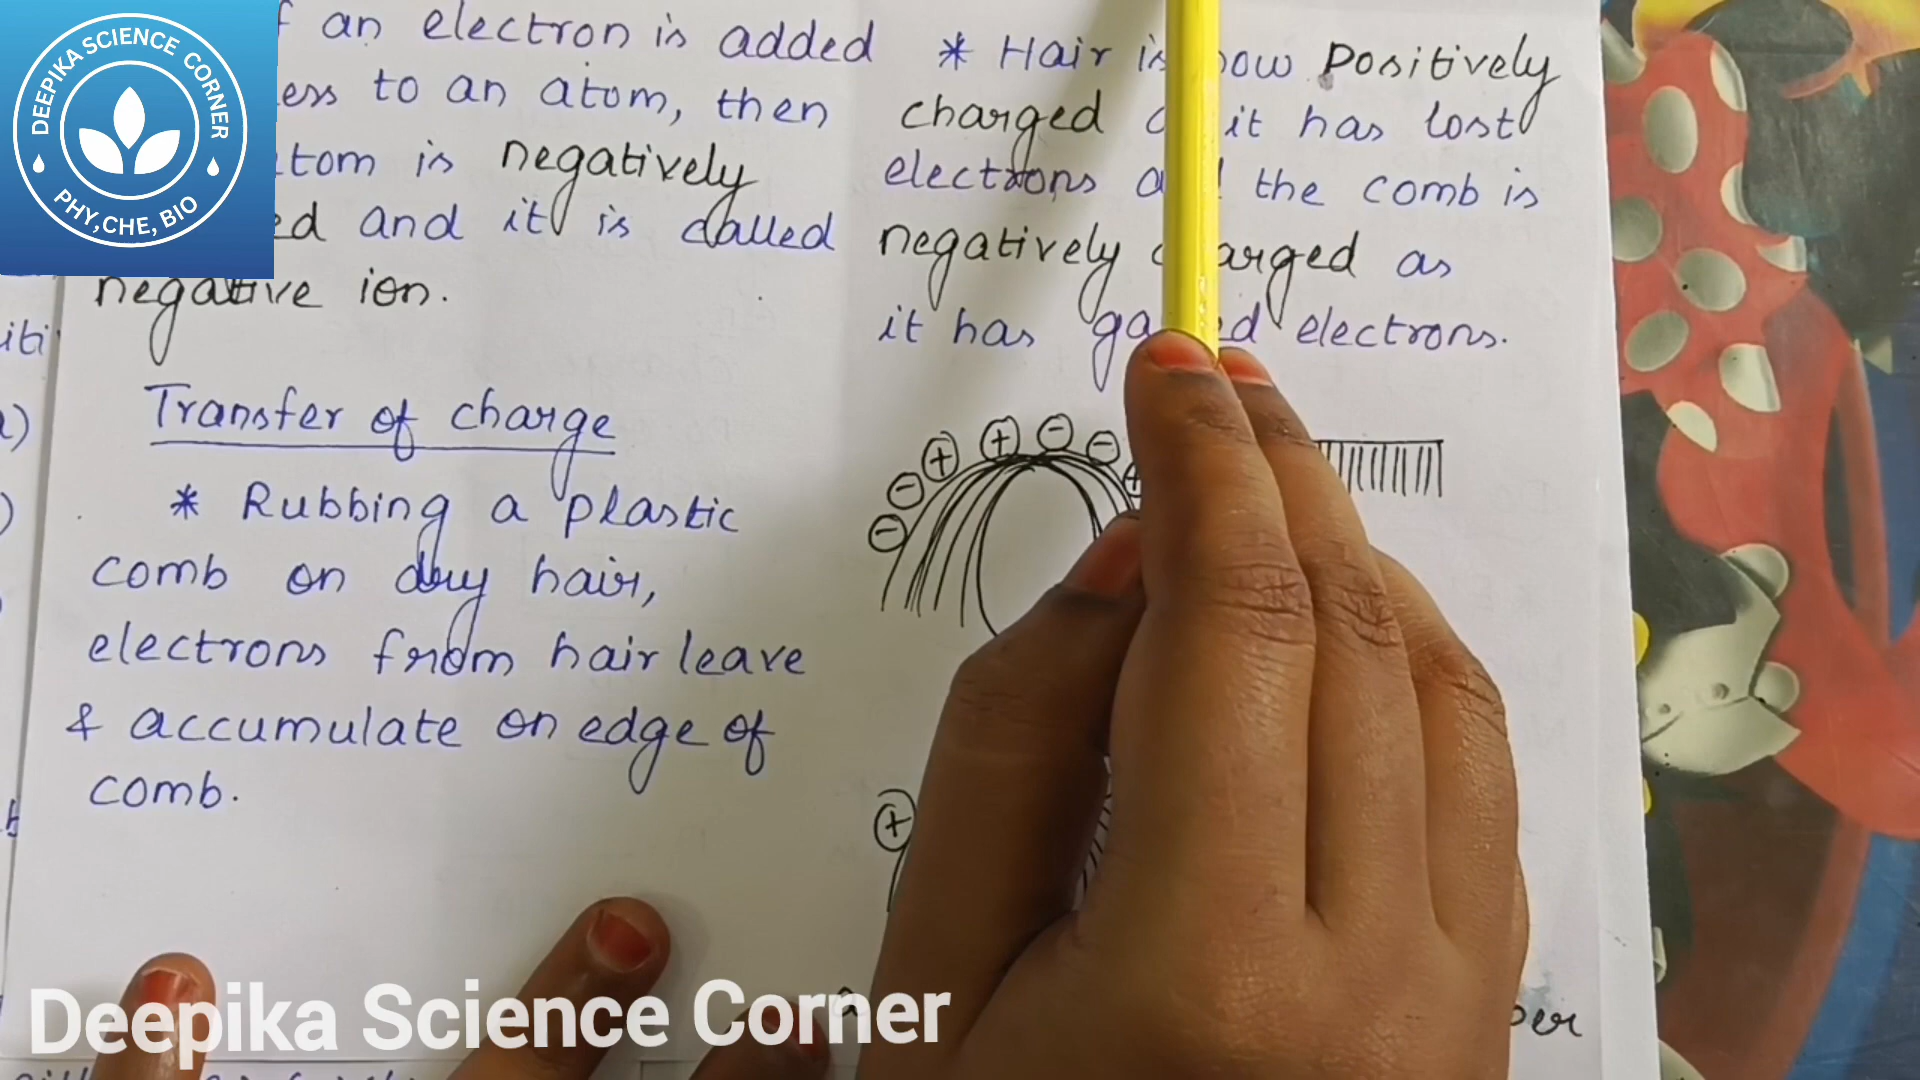 DEEPIKA SCIENCE CORNER
PHY,CHE, BIO
an electron is added
to an atom, then
is negatively
and it is called
negative ion.
Transfer of charge
* Rubbing a plastic
comb on dry hair,
electrons from hair leave
& accumulate on edge of
comb.
* Hair is now positively
charged it has lost
electrons the comb is
negatively charged as
it has electrons.
Deepika Science Corner